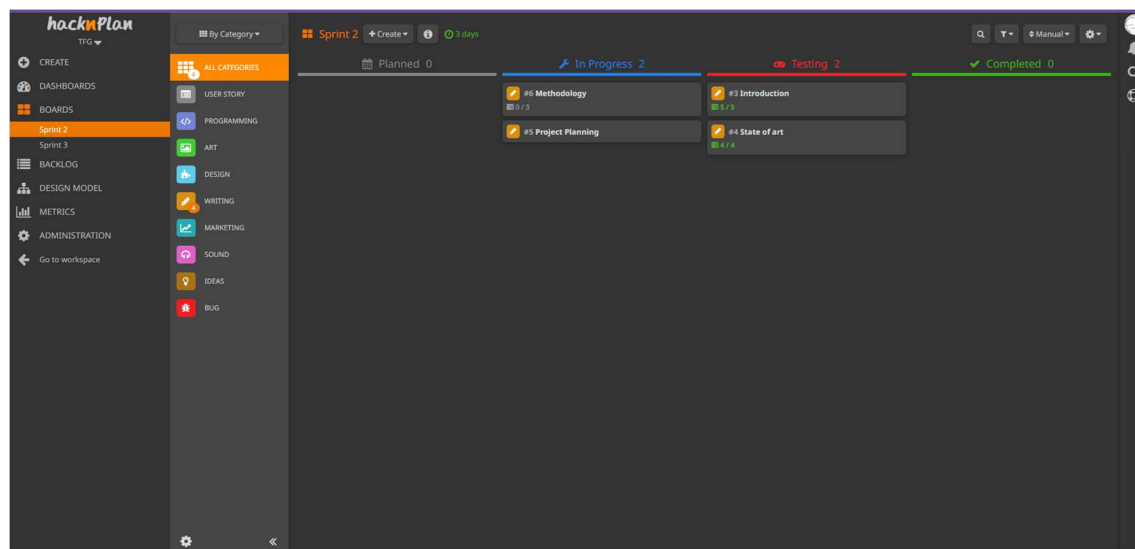 hacknPlan
TFG
CREATE
DASHBOARDS
BOARDS
Sprint 2
Sprint 3
BACKLOG
DESIGN MODEL
METRICS
ADMINISTRATION
Go to workspace
By Category
ALL CATEGORIES
4
USER STORY
PROGRAMMING
ART
DESIGN
WRITING
4
MARKETING
SOUND
IDEAS
BUG
Sprint 2 + Create 3 days
Manual
Planned 0
In Progress 2
#6 Methodology
0 / 3
#5 Project Planning
Testing 2
#3 Introduction
5 / 5
#4 State of art
4 / 4
Completed 0